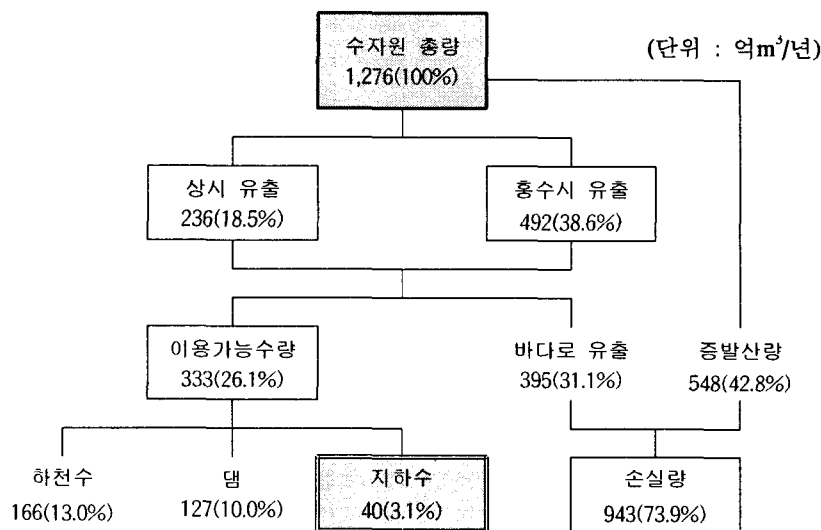 수자원 총량
1,276(100%)
(단위 : 억m³/년)
상시 유출
236(18.5%)
홍수시 유출
492(38.6%)
이용가능수량
333(26.1%)
바다로 유출
395(31.1%)
증발산량
548(42.8%)
하천수
166(13.0%)
댐
127(10.0%)
지하수
40(3.1%)
손실량
943(73.9%)